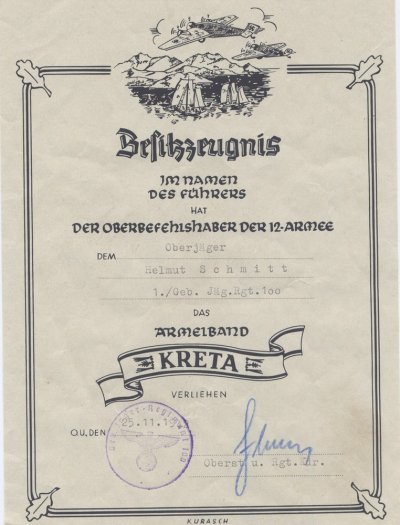 Besitzzeugnis
IM NAMEN
DES FÜHRERS
HAT
DER OBERBEFEHLSHABER DER 12·ARMEE
Oberjäger
DEM
Helmut Schmitt
1./Geb. Jäg.Rgt.100
DAS
ARMELBAND
KRETA
VERLIEHEN
O.U., DEN 25.11.19
Oberst u. Rgt.Kdr.
KURASCH